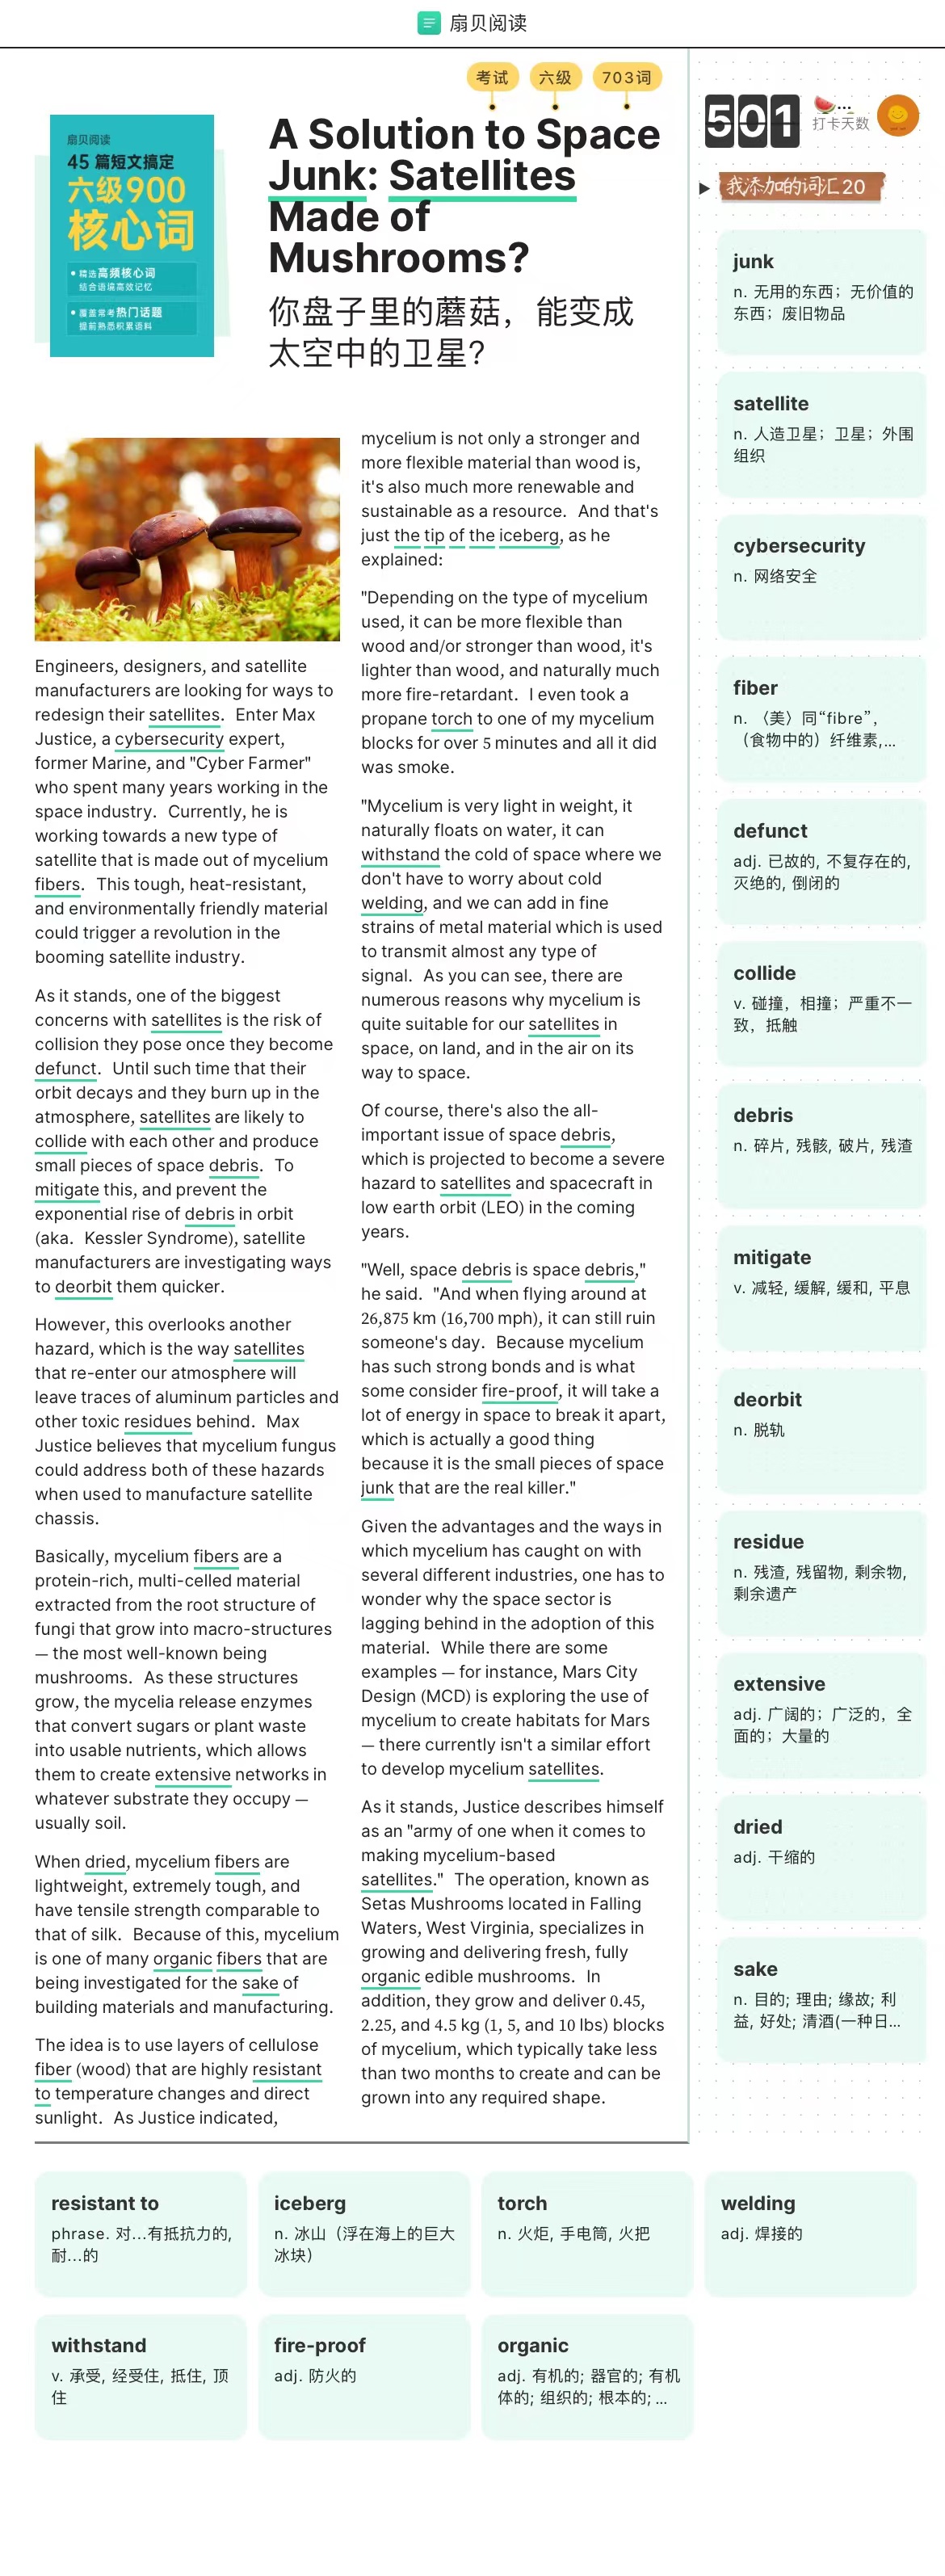 扇贝阅读
考试 六级 703词
扇贝阅读
45 篇短文搞定
六级900
核心词
• 精选高频核心词
结合语境高效记忆
• 覆盖常考热门话题
提前熟悉积累语料
A Solution to Space
Junk: Satellites
Made of
Mushrooms?
你盘子里的蘑菇，能变成
太空中的卫星?
Engineers, designers, and satellite
manufacturers are looking for ways to
redesign their satellites. Enter Max
Justice, a cybersecurity expert,
former Marine, and "Cyber Farmer"
who spent many years working in the
space industry. Currently, he is
working towards a new type of
satellite that is made out of mycelium
fibers. This tough, heat-resistant,
and environmentally friendly material
could trigger a revolution in the
booming satellite industry.
As it stands, one of the biggest
concerns with satellites is the risk of
collision they pose once they become
defunct. Until such time that their
orbit decays and they burn up in the
atmosphere, satellites are likely to
collide with each other and produce
small pieces of space debris. To
mitigate this, and prevent the
exponential rise of debris in orbit
(aka. Kessler Syndrome), satellite
manufacturers are investigating ways
to deorbit them quicker.
However, this overlooks another
hazard, which is the way satellites
that re-enter our atmosphere will
leave traces of aluminum particles and
other toxic residues behind. Max
Justice believes that mycelium fungus
could address both of these hazards
when used to manufacture satellite
chassis.
Basically, mycelium fibers are a
protein-rich, multi-celled material
extracted from the root structure of
fungi that grow into macro-structures
— the most well-known being
mushrooms. As these structures
grow, the mycelia release enzymes
that convert sugars or plant waste
into usable nutrients, which allows
them to create extensive networks in
whatever substrate they occupy —
usually soil.
When dried, mycelium fibers are
lightweight, extremely tough, and
have tensile strength comparable to
that of silk. Because of this, mycelium
is one of many organic fibers that are
being investigated for the sake of
building materials and manufacturing.
The idea is to use layers of cellulose
fiber (wood) that are highly resistant
to temperature changes and direct
sunlight. As Justice indicated,
mycelium is not only a stronger and
more flexible material than wood is,
it's also much more renewable and
sustainable as a resource. And that's
just the tip of the iceberg, as he
explained:
"Depending on the type of mycelium
used, it can be more flexible than
wood and/or stronger than wood, it's
lighter than wood, and naturally much
more fire-retardant. I even took a
propane torch to one of my mycelium
blocks for over 5 minutes and all it did
was smoke.
"Mycelium is very light in weight, it
naturally floats on water, it can
withstand the cold of space where we
don't have to worry about cold
welding, and we can add in fine
strains of metal material which is used
to transmit almost any type of
signal. As you can see, there are
numerous reasons why mycelium is
quite suitable for our satellites in
space, on land, and in the air on its
way to space.
Of course, there's also the all-
important issue of space debris,
which is projected to become a severe
hazard to satellites and spacecraft in
low earth orbit (LEO) in the coming
years.
"Well, space debris is space debris,"
he said. "And when flying around at
26,875 km (16,700 mph), it can still ruin
someone's day. Because mycelium
has such strong bonds and is what
some consider fire-proof, it will take a
lot of energy in space to break it apart,
which is actually a good thing
because it is the small pieces of space
junk that are the real killer."
Given the advantages and the ways in
which mycelium has caught on with
several different industries, one has to
wonder why the space sector is
lagging behind in the adoption of this
material. While there are some
examples — for instance, Mars City
Design (MCD) is exploring the use of
mycelium to create habitats for Mars
— there currently isn't a similar effort
to develop mycelium satellites.
As it stands, Justice describes himself
as an "army of one when it comes to
making mycelium-based
satellites." The operation, known as
Setas Mushrooms located in Falling
Waters, West Virginia, specializes in
growing and delivering fresh, fully
organic edible mushrooms. In
addition, they grow and deliver 0.45,
2.25, and 4.5 kg (1, 5, and 10 lbs) blocks
of mycelium, which typically take less
than two months to create and can be
grown into any required shape.
501
🍉...
打卡天数
我添加的词汇 20
junk
n. 无用的东西；无价值的
东西；废旧物品
satellite
n. 人造卫星；卫星；外围
组织
cybersecurity
n. 网络安全
fiber
n. 〈美〉同“fibre”，
（食物中的）纤维素,...
defunct
adj. 已故的, 不复存在的,
灭绝的, 倒闭的
collide
v. 碰撞，相撞；严重不一
致，抵触
debris
n. 碎片, 残骸, 破片, 残渣
mitigate
v. 减轻, 缓解, 缓和, 平息
deorbit
n. 脱轨
residue
n. 残渣, 残留物, 剩余物,
剩余遗产
extensive
adj. 广阔的；广泛的，全
面的；大量的
dried
adj. 干缩的
sake
n. 目的; 理由; 缘故; 利
益, 好处; 清酒(一种日...
resistant to
phrase. 对...有抵抗力的,
耐...的
iceberg
n. 冰山（浮在海上的巨大
冰块）
torch
n. 火炬, 手电筒, 火把
welding
adj. 焊接的
withstand
v. 承受, 经受住, 抵住, 顶
住
fire-proof
adj. 防火的
organic
adj. 有机的; 器官的; 有机
体的; 组织的; 根本的; ...